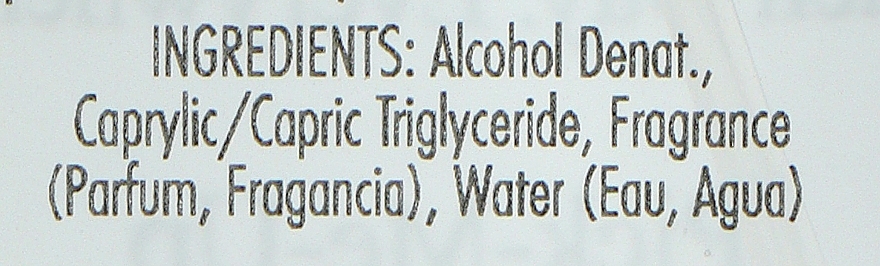 INGREDIENTS: Alcohol Denat.,
Caprylic/Capric Triglyceride, Fragrance
(Parfum, Fragancia), Water (Eau, Agua)